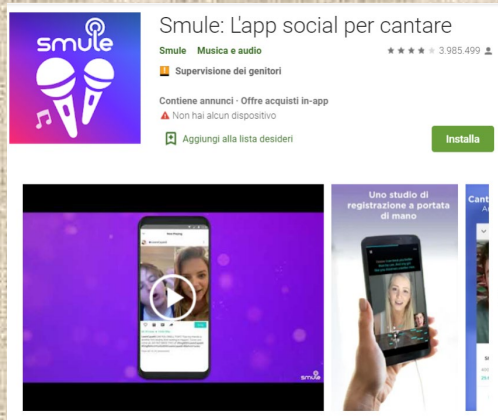 smule
Smule: L'app social per cantare
Smule Musica e audio
3.985.499
Supervisione dei genitori
Contiene annunci · Offre acquisti in-app
Non hai alcun dispositivo
Aggiungi alla lista desideri
Installa
Uno studio di
registrazione a portata
di mano
Cant
smule